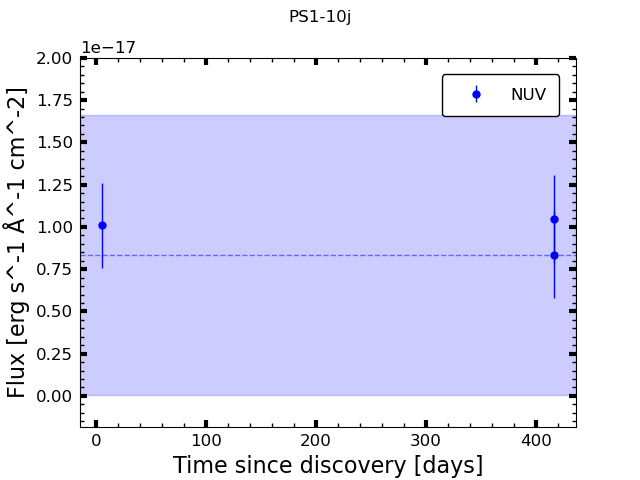 PS1-10j
1e−17
2.00
1.75
1.50
1.25
1.00
0.75
0.50
0.25
0.00
Flux [erg s^-1 Å^-1 cm^-2]
NUV
0 100 200 300 400
Time since discovery [days]